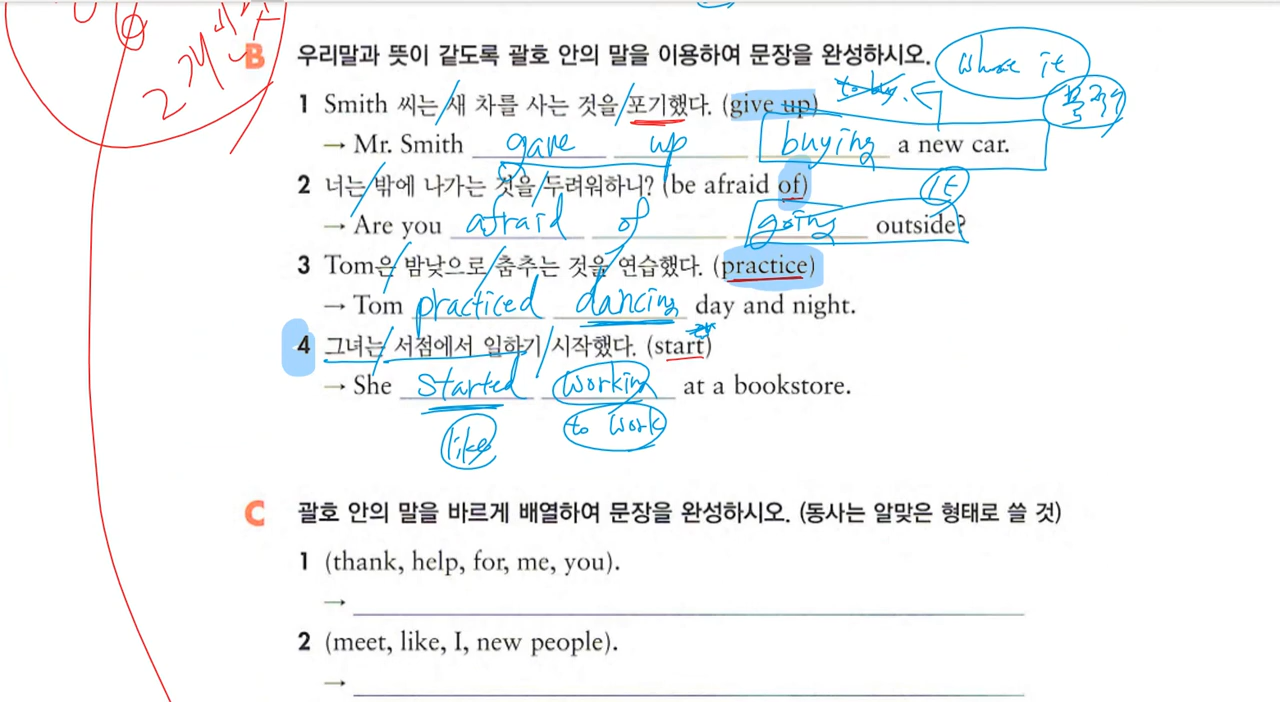 2개
B 우리말과 뜻이 같도록 괄호 안의 말을 이용하여 문장을 완성하시오.
1 Smith 씨는 새 차를 사는 것을 포기했다. (give up) to buy.
→ Mr. Smith gave up buying a new car.
2 너는 밖에 나가는 것을 두려워하니? (be afraid of) it
→ Are you afraid of going outside?
3 Tom은 밤낮으로 춤추는 것을 연습했다. (practice)
→ Tom practiced dancing day and night.
4 그녀는 서점에서 일하기 시작했다. (start)
→ She started working at a bookstore.
like to work
C 괄호 안의 말을 바르게 배열하여 문장을 완성하시오. (동사는 알맞은 형태로 쓸 것)
1 (thank, help, for, me, you).
→
2 (meet, like, I, new people).
→